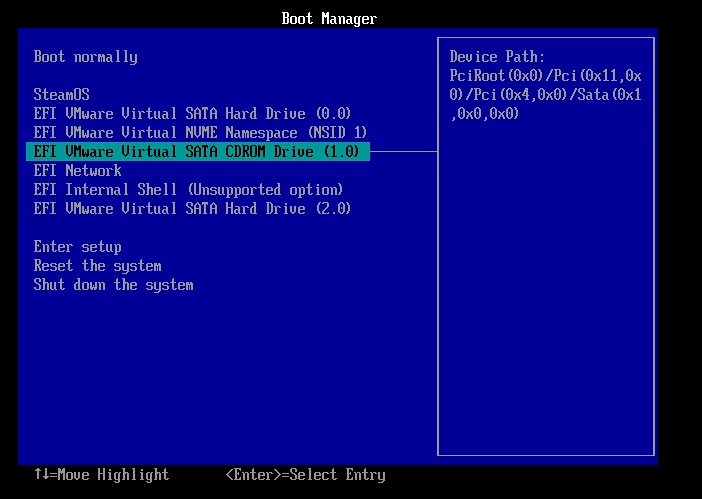 Boot Manager
Boot normally
SteamOS
EFI VMware Virtual SATA Hard Drive (0.0)
EFI VMware Virtual NVME Namespace (NSID 1)
EFI VMware Virtual SATA CDROM Drive (1.0)
EFI Network
EFI Internal Shell (Unsupported option)
EFI VMware Virtual SATA Hard Drive (2.0)
Enter setup
Reset the system
Shut down the system
Device Path:
PciRoot(0x0)/Pci(0x11,0x
0)/Pci(0x4,0x0)/Sata(0x1
,0x0,0x0)
↑↓=Move Highlight
<Enter>=Select Entry